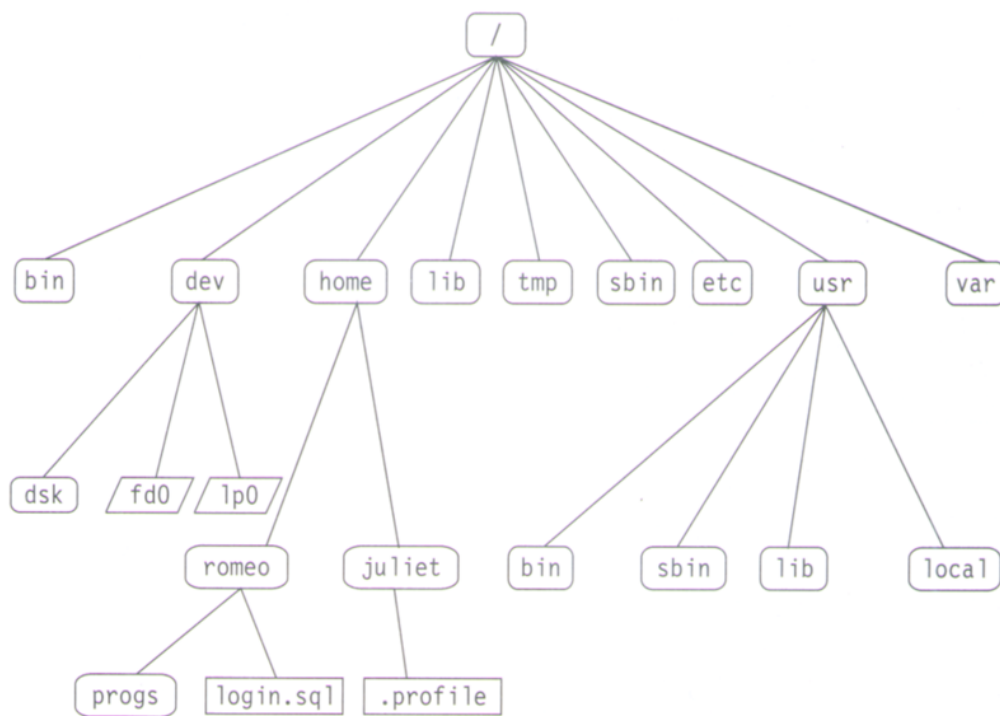 /
bin dev home lib tmp sbin etc usr var
dsk fd0 lp0
romeo juliet bin sbin lib local
progs login.sql .profile